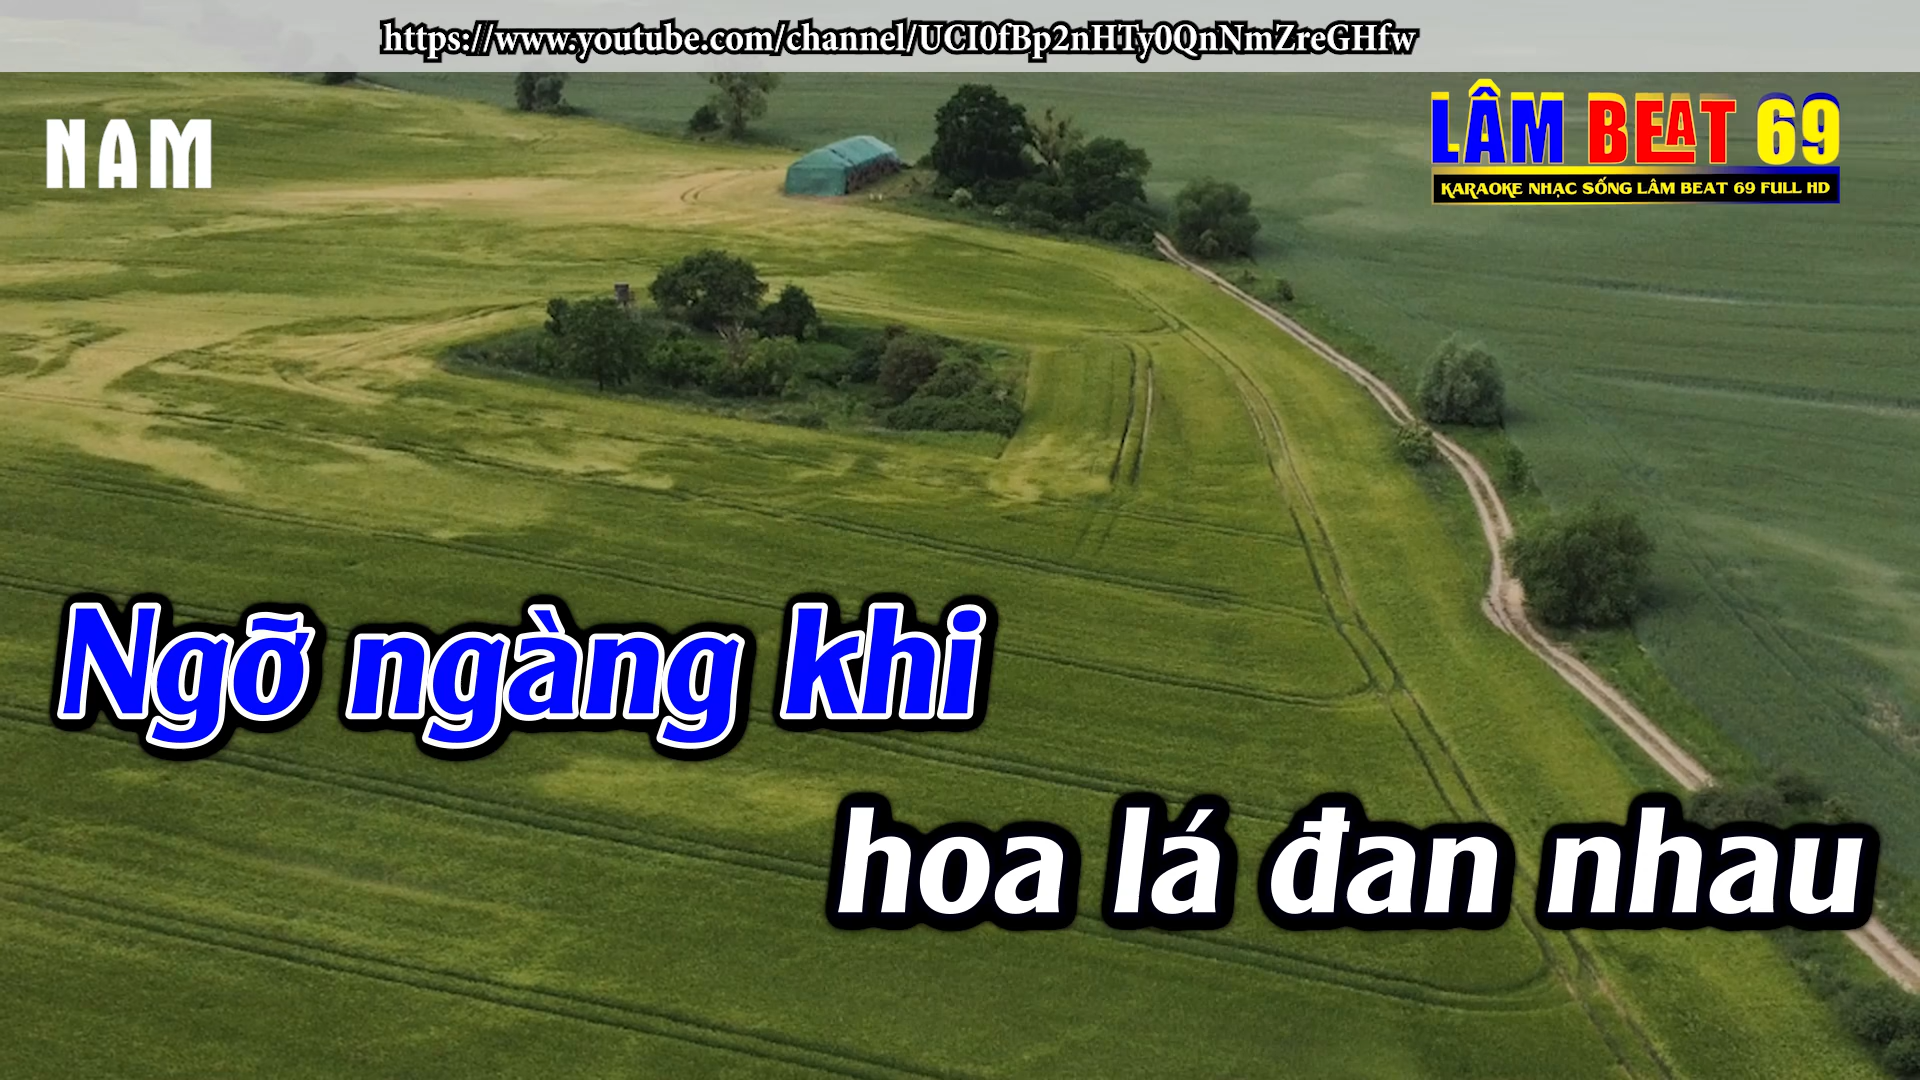 https://www.youtube.com/channel/UCI0fBp2nHTy0QnNmZreGHfw
NAM
LÂM BEAT 69
KARAOKE NHẠC SỐNG LÂM BEAT 69 FULL HD
Ngỡ ngàng khi
hoa lá đan nhau